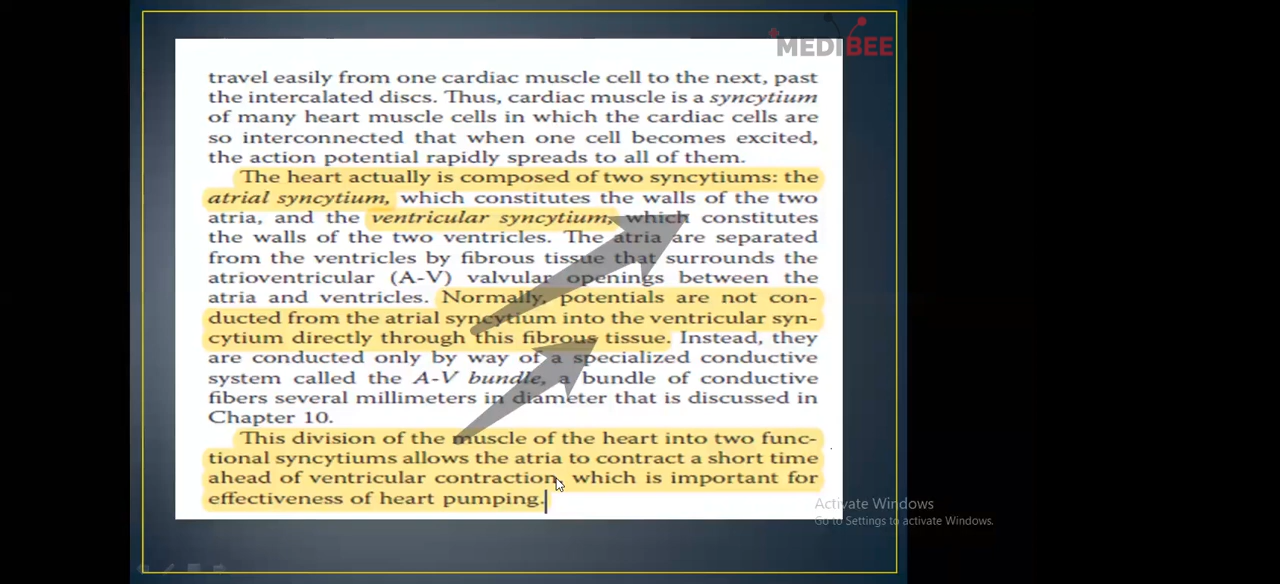 MEDIBEE
travel easily from one cardiac muscle cell to the next, past
the intercalated discs. Thus, cardiac muscle is a syncytium
of many heart muscle cells in which the cardiac cells are
so interconnected that when one cell becomes excited,
the action potential rapidly spreads to all of them.
The heart actually is composed of two syncytiums: the
atrial syncytium, which constitutes the walls of the two
atria, and the ventricular syncytium, which constitutes
the walls of the two ventricles. The atria are separated
from the ventricles by fibrous tissue that surrounds the
atrioventricular (A-V) valvular openings between the
atria and ventricles. Normally, potentials are not con-
ducted from the atrial syncytium into the ventricular syn-
cytium directly through this fibrous tissue. Instead, they
are conducted only by way of a specialized conductive
system called the A-V bundle, a bundle of conductive
fibers several millimeters in diameter that is discussed in
Chapter 10.
This division of the muscle of the heart into two func-
tional syncytiums allows the atria to contract a short time
ahead of ventricular contraction, which is important for
effectiveness of heart pumping.
Activate Windows
Go to Settings to activate Windows.